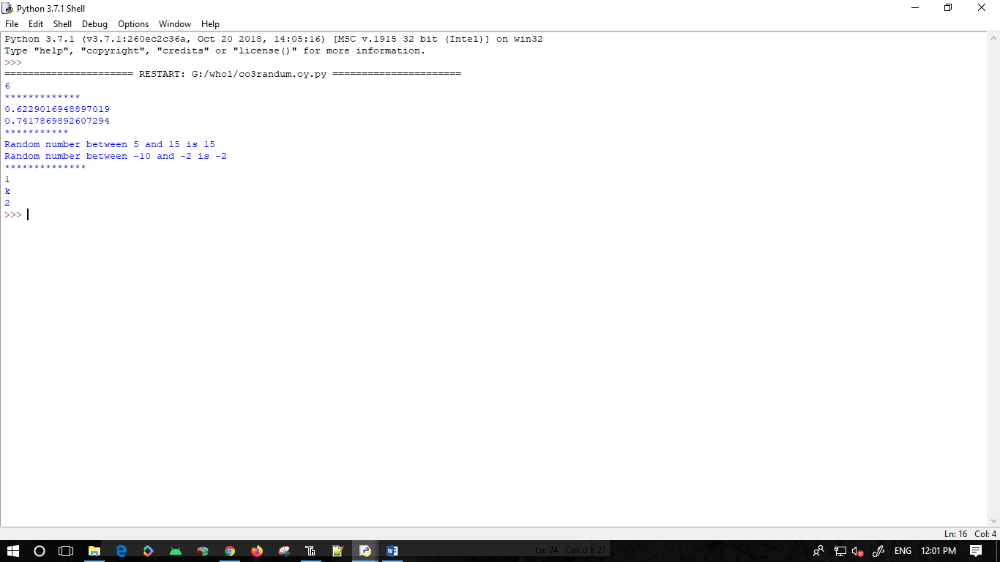 Python 3.7.1 Shell
File Edit Shell Debug Options Window Help
Python 3.7.1 (v3.7.1:260ec2c36a, Oct 20 2018, 14:05:16) [MSC v.1915 32 bit (Intel)] on win32
Type "help", "copyright", "credits" or "license()" for more information.
>>>
====================== RESTART: G:/who1/co3randum.oy.py ======================
6
*************
0.6229016948897019
0.7417869892607294
***********
Random number between 5 and 15 is 15
Random number between -10 and -2 is -2
**************
1
k
2
>>>
Ln: 16 Col: 4
Ln: 24 Col: 0 l: 27
ENG 12:01 PM